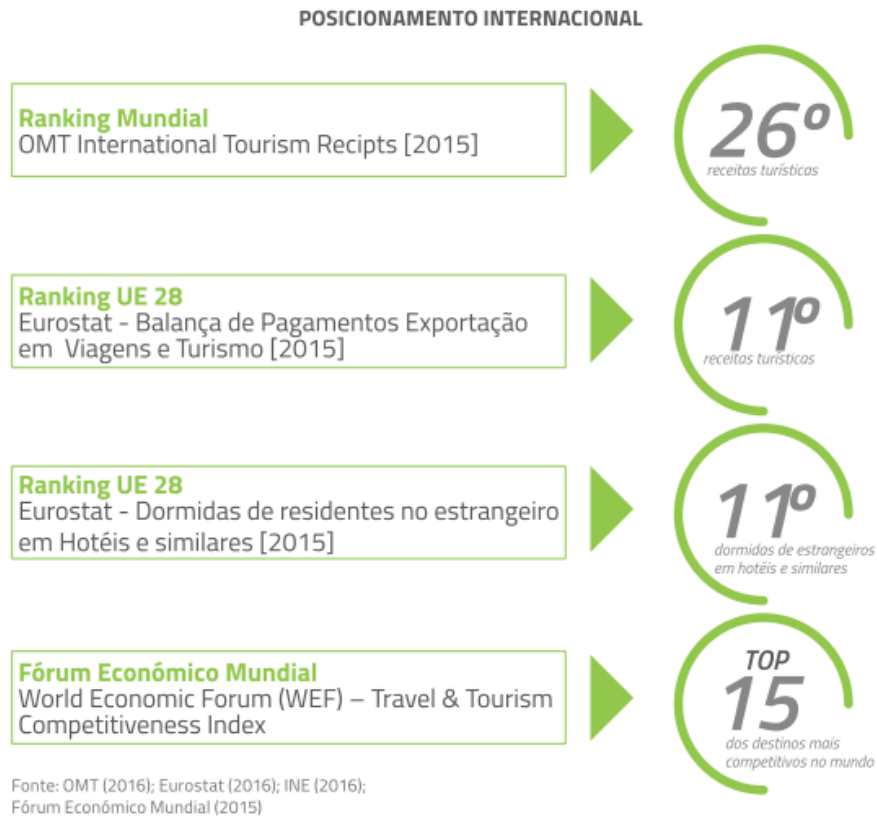 POSICIONAMENTO INTERNACIONAL
Ranking Mundial
OMT International Tourism Recipts [2015]
26º
receitas turísticas
Ranking UE 28
Eurostat - Balança de Pagamentos Exportação
em Viagens e Turismo [2015]
11º
receitas turísticas
Ranking UE 28
Eurostat - Dormidas de residentes no estrangeiro
em Hotéis e similares [2015]
11º
dormidas de estrangeiros
em hotéis e similares
Fórum Económico Mundial
World Economic Forum (WEF) – Travel & Tourism
Competitiveness Index
TOP
15
dos destinos mais
competitivos no mundo
Fonte: OMT (2016); Eurostat (2016); INE (2016);
Fórum Económico Mundial (2015)